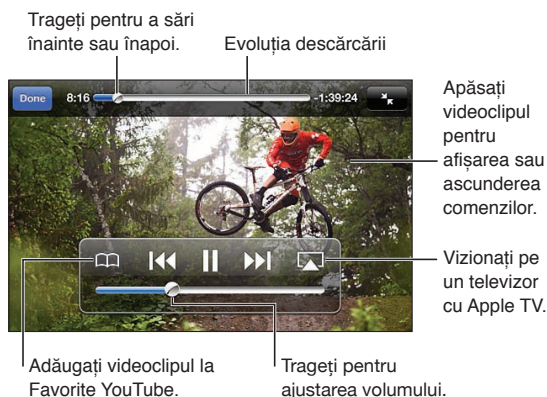 Trageți pentru a sări
înainte sau înapoi.
Evoluția descărcării
Done
8:16
-1:39:24
Apăsați
videoclipul
pentru
afișarea sau
ascunderea
comenzilor.
Vizionați pe
un televizor
cu Apple TV.
Adăugați videoclipul la
Favorite YouTube.
Trageți pentru
ajustarea volumului.